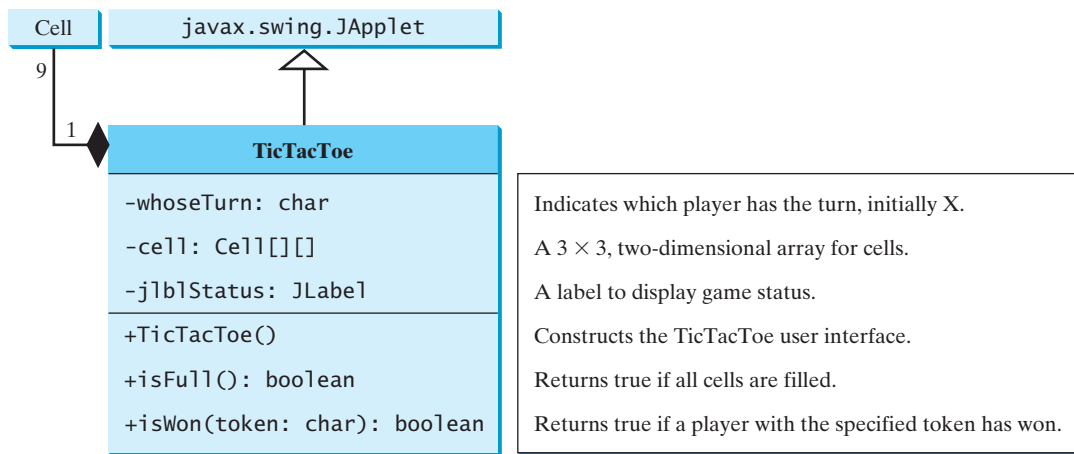 Cell
javax.swing.JApplet
9
1
TicTacToe
-whoseTurn: char
-cell: Cell[][]
-jlblStatus: JLabel
+TicTacToe()
+isFull(): boolean
+isWon(token: char): boolean
Indicates which player has the turn, initially X.
A 3 × 3, two-dimensional array for cells.
A label to display game status.
Constructs the TicTacToe user interface.
Returns true if all cells are filled.
Returns true if a player with the specified token has won.